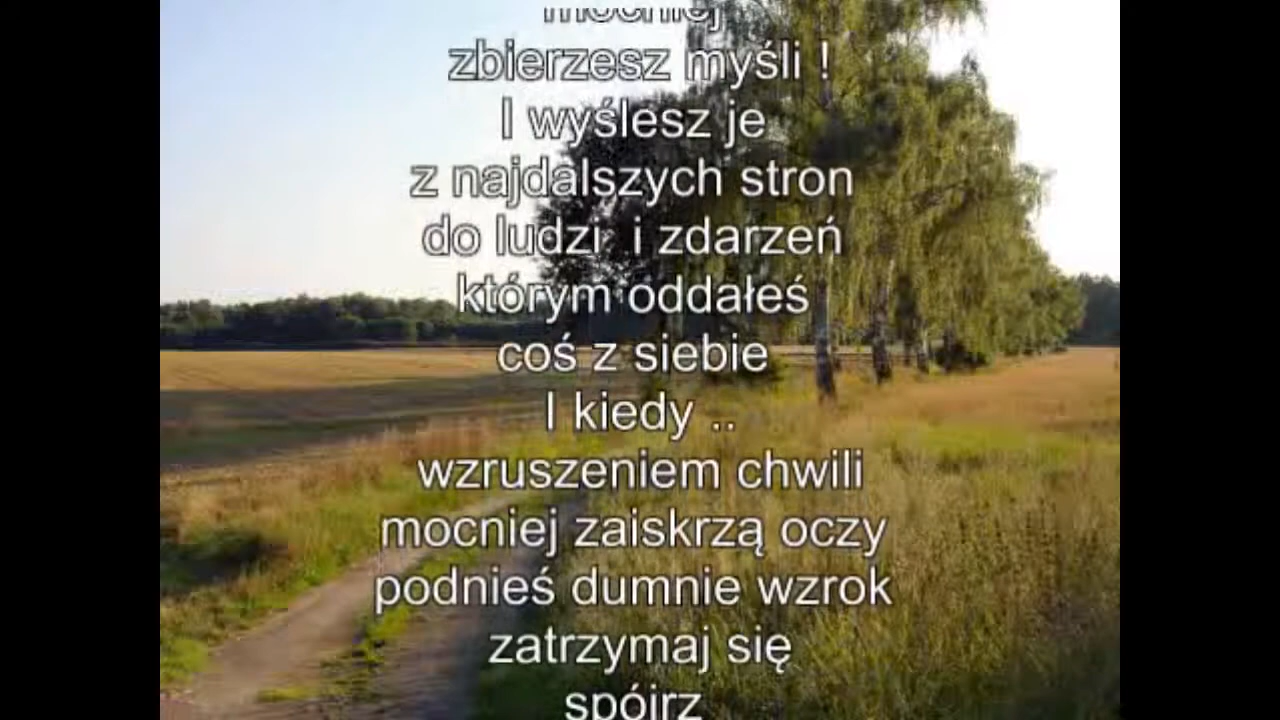 mocniej
zbierzesz myśli !
I wyślesz je
z najdalszych stron
do ludzi i zdarzeń
którym oddałeś
coś z siebie
I kiedy ..
wzruszeniem chwili
mocniej zaiskrzą oczy
podnieś dumnie wzrok
zatrzymaj się
spójrz